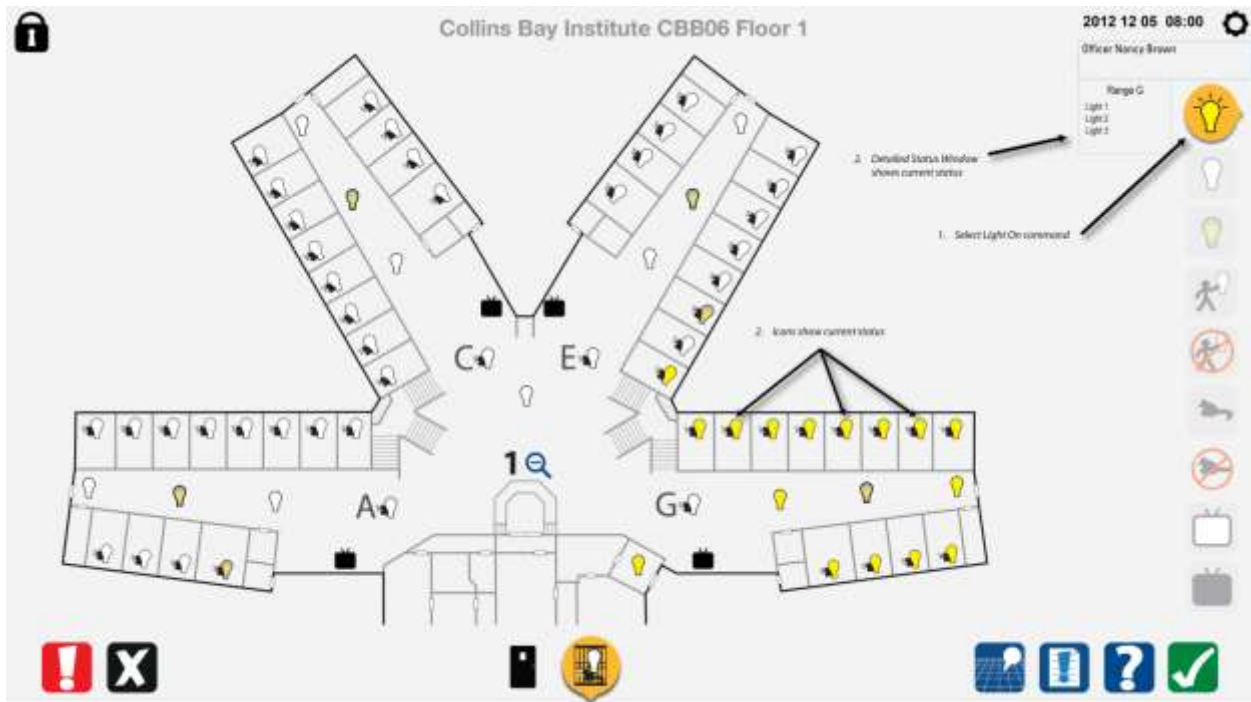 Collins Bay Institute CBB06 Floor 1
2012 12 05 08:00
Officer Nancy Brown
Range G
Light 1
Light 2
Light 3
2. Detailed Status Window
shows current status
1. Select Light On command
2. Icons show current status
C
E
1
A
G